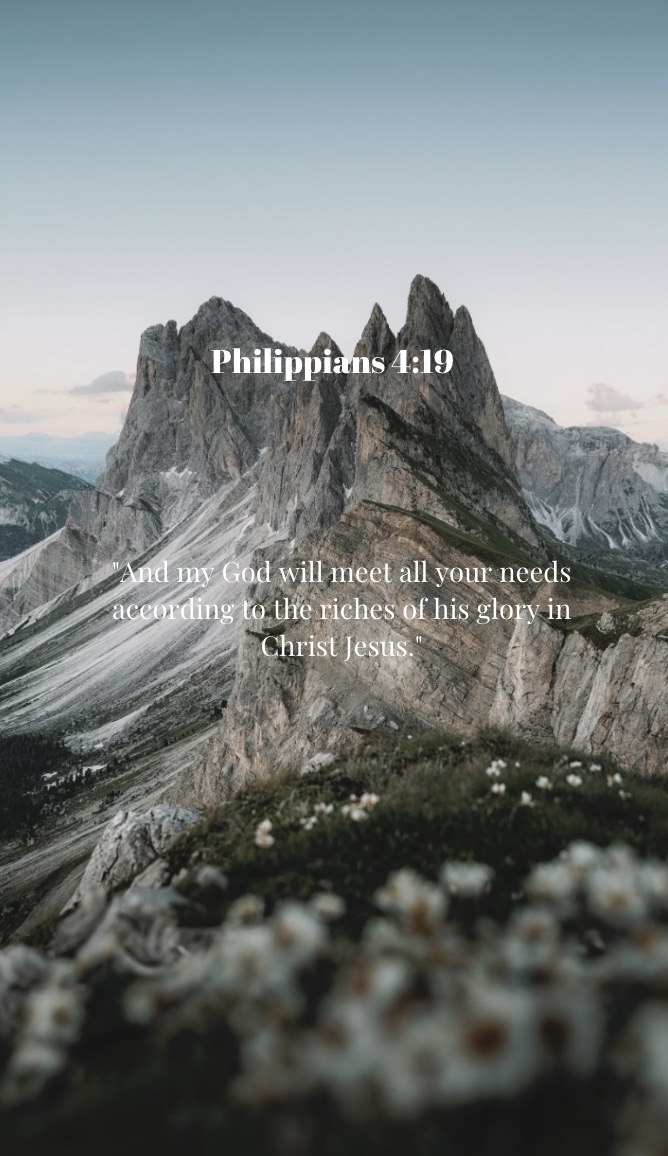 Philippians 4:19
"And my God will meet all your needs
according to the riches of his glory in
Christ Jesus."